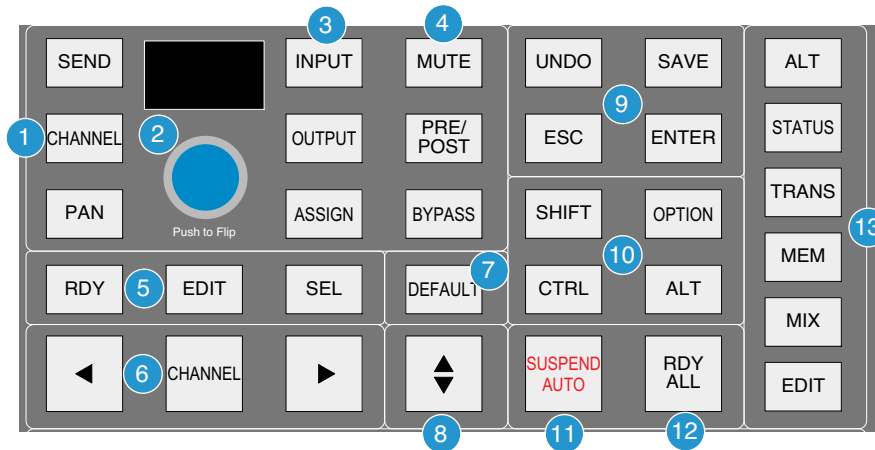 3
4
SEND
INPUT
MUTE
UNDO
SAVE
ALT
9
1
CHANNEL
2
OUTPUT
PRE/
POST
ESC
ENTER
STATUS
PAN
Push to Flip
ASSIGN
BYPASS
SHIFT
OPTION
TRANS
13
10
7
RDY
5
EDIT
SEL
DEFAULT
CTRL
ALT
MEM
MIX
6
CHANNEL
SUSPEND
AUTO
RDY
ALL
EDIT
8
11
12